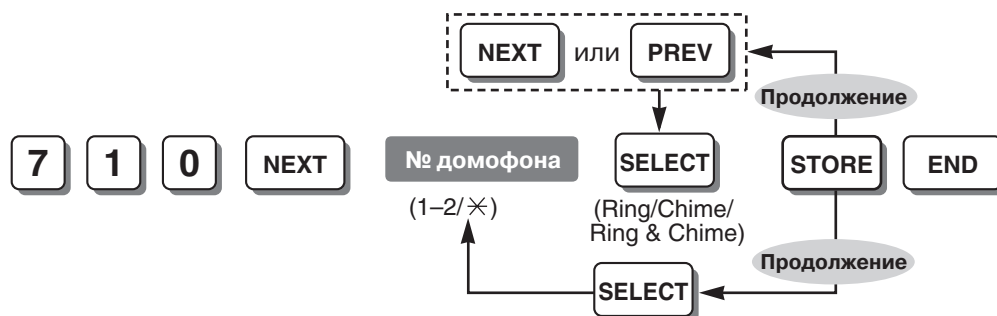 NEXT или PREV
Продолжение
7 1 0 NEXT № домофона SELECT STORE END
(1–2/✳) (Ring/Chime/
Ring & Chime)
Продолжение
SELECT